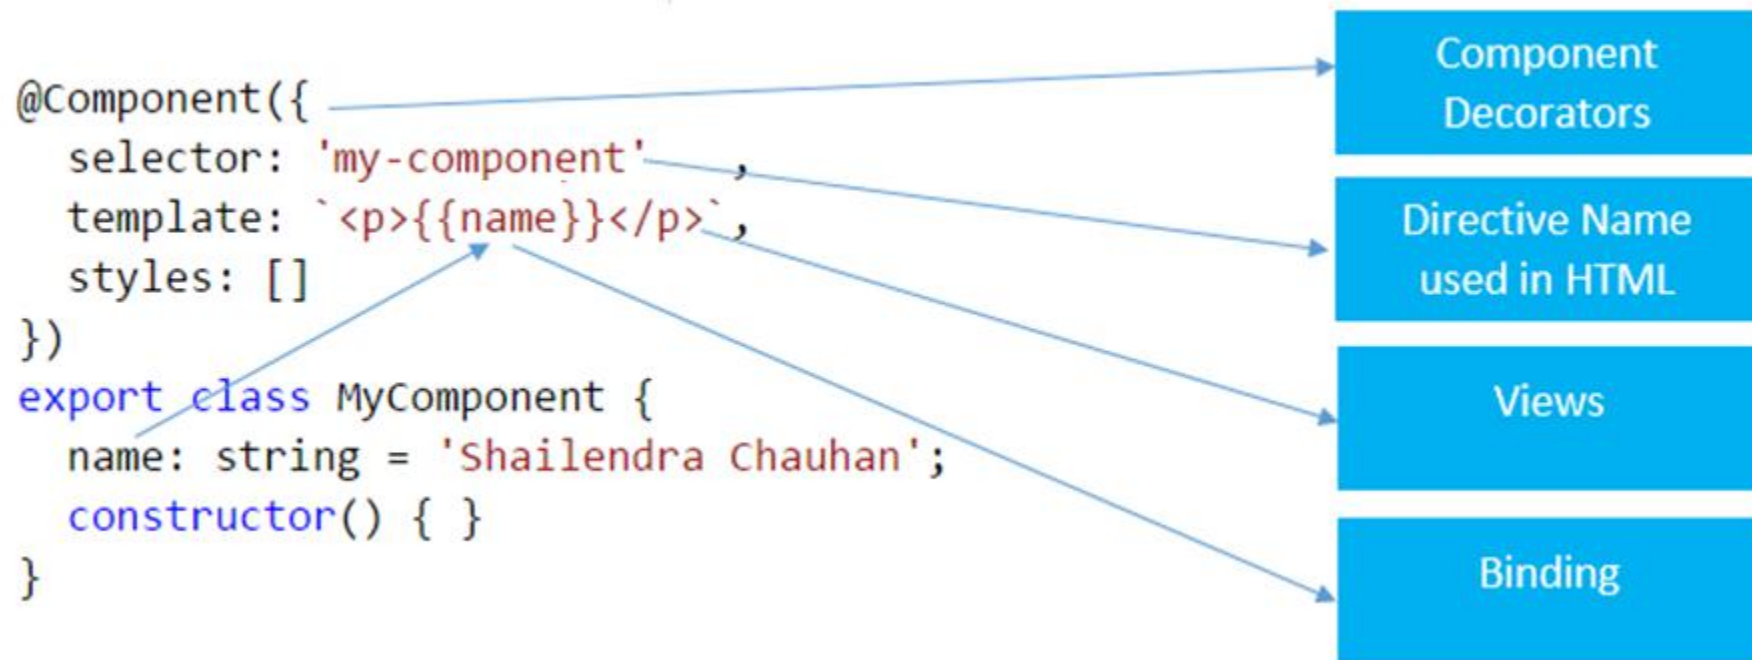 @Component({
  selector: 'my-component' ,
  template: `<p>{{name}}</p>`,
  styles: []
})
export class MyComponent {
  name: string = 'Shailendra Chauhan';
  constructor() { }
}
Component
Decorators
Directive Name
used in HTML
Views
Binding